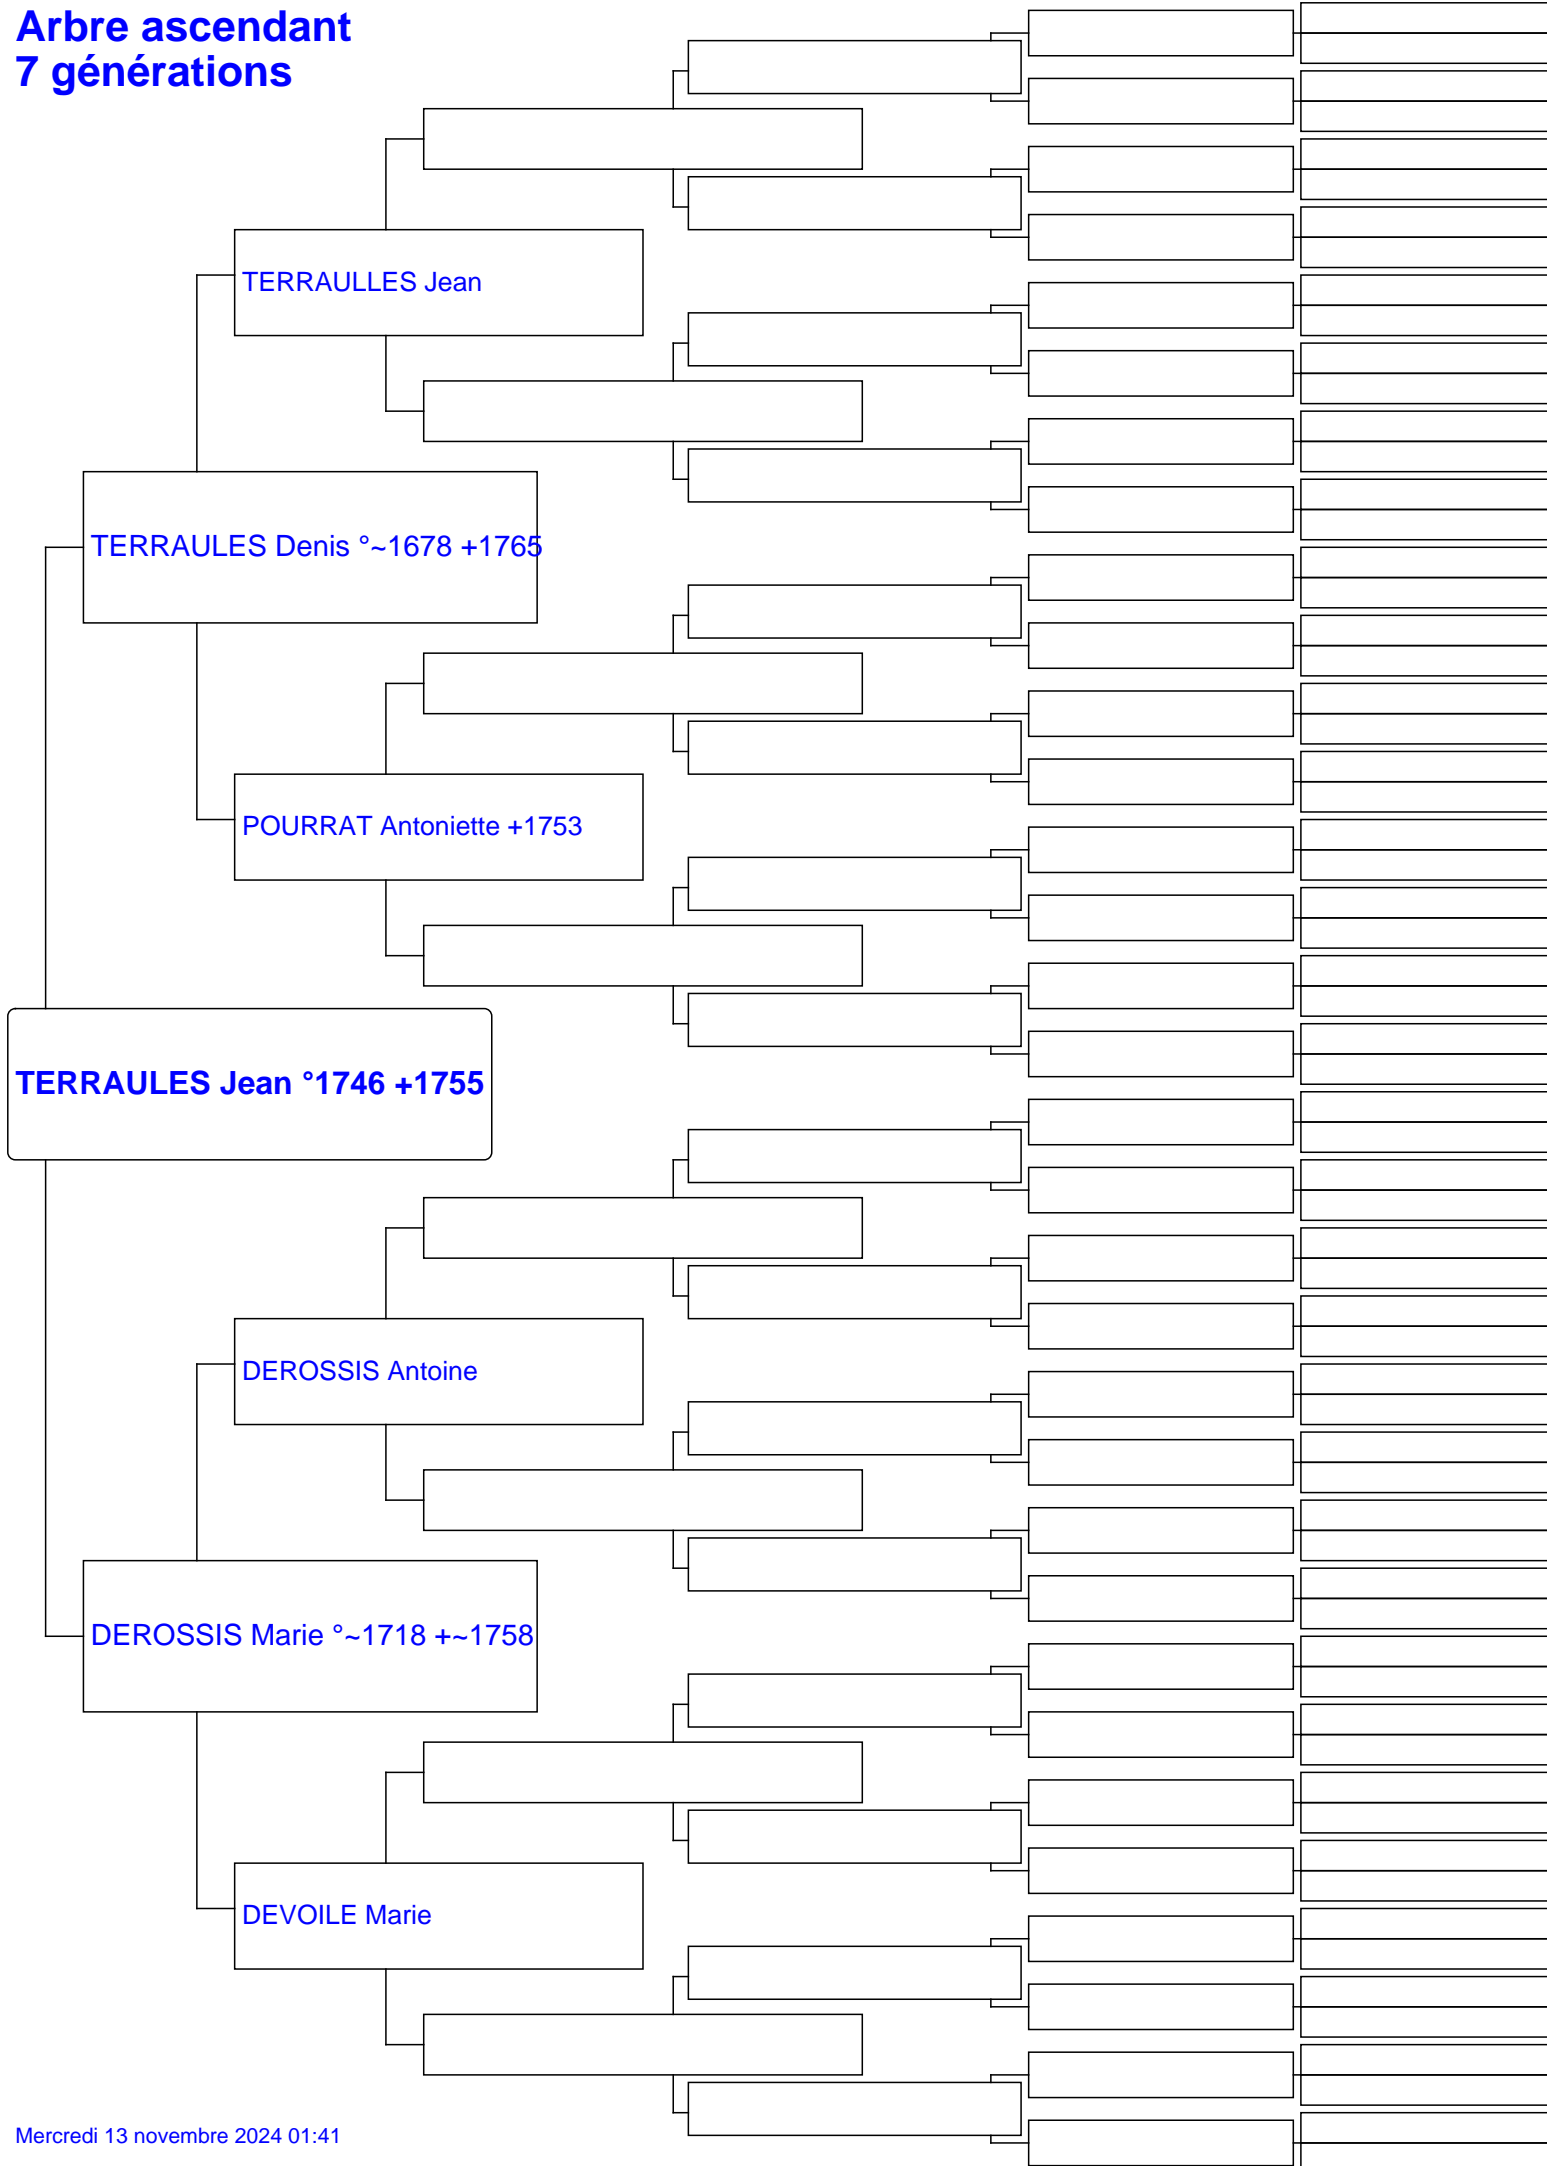 Arbre ascendant
7 générations
TERRAULLES Jean
TERRAULES Denis °~1678 +1765
POURRAT Antoniette +1753
TERRAULES Jean °1746 +1755
DEROSSIS Antoine
DEROSSIS Marie °~1718 +~1758
DEVOILE Marie
Mercredi 13 novembre 2024 01:41